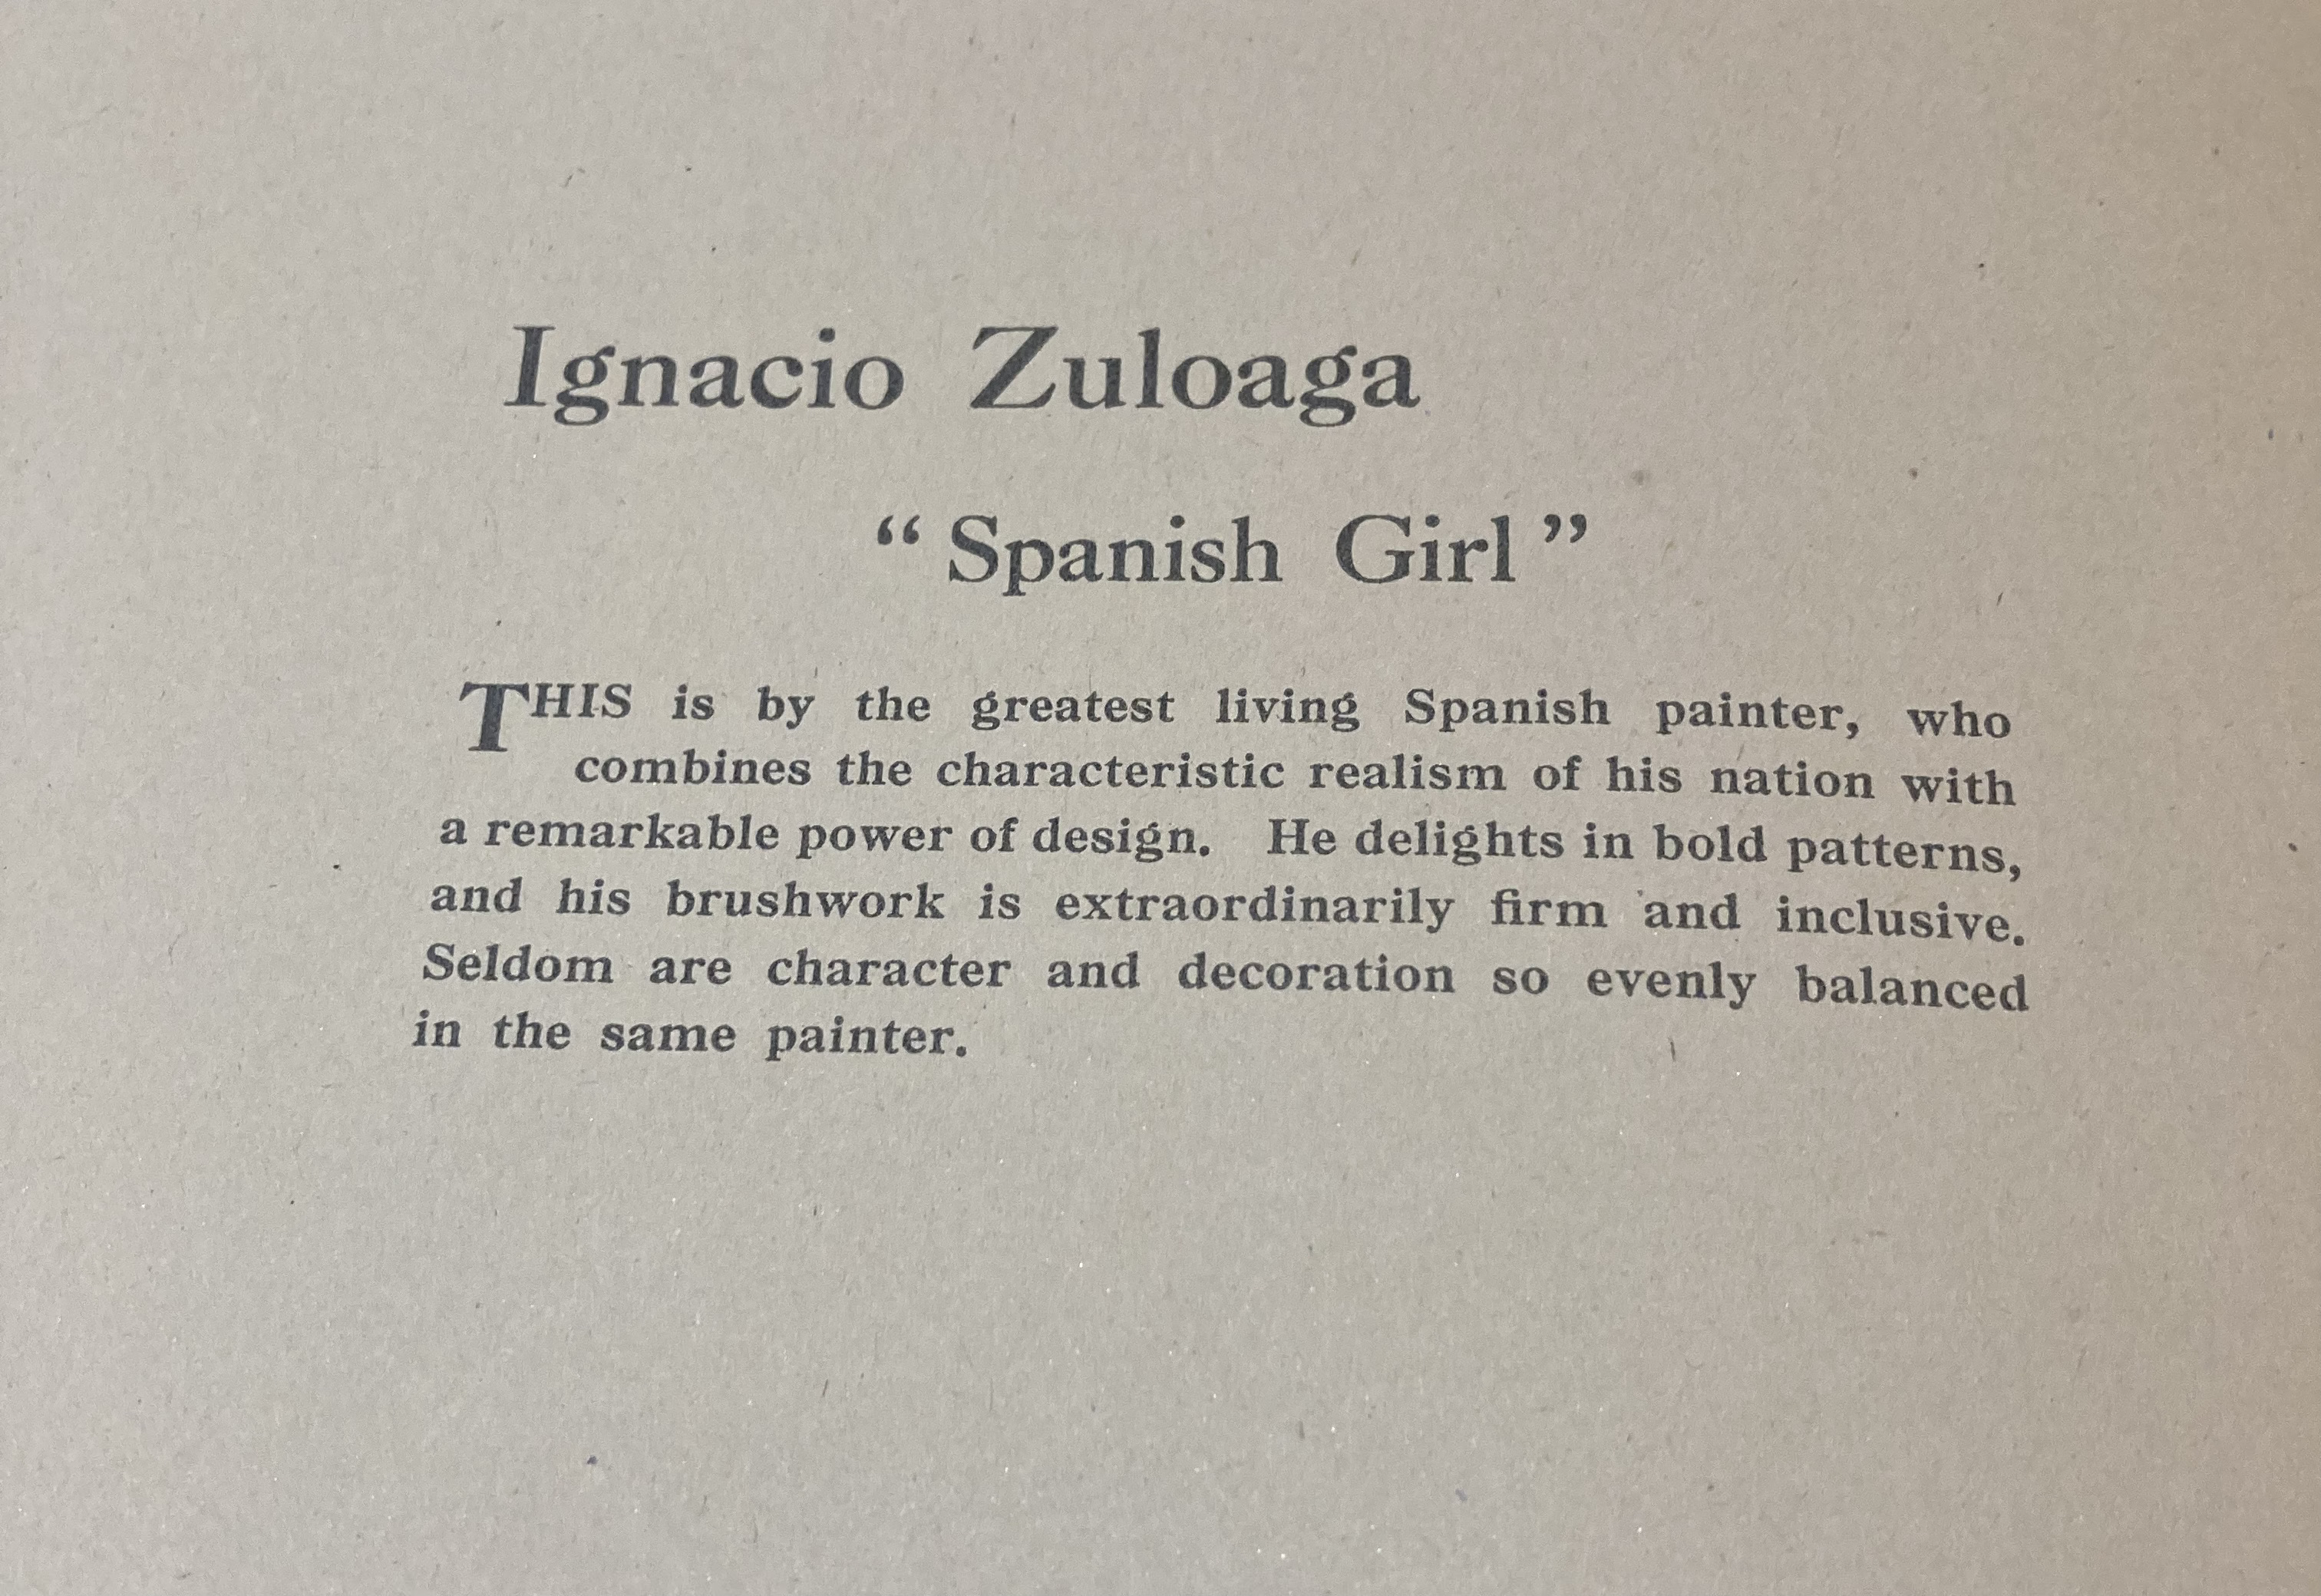 Ignacio Zuloaga
“Spanish Girl”
THIS is by the greatest living Spanish painter, who
combines the characteristic realism of his nation with
a remarkable power of design. He delights in bold patterns,
and his brushwork is extraordinarily firm and inclusive.
Seldom are character and decoration so evenly balanced
in the same painter.